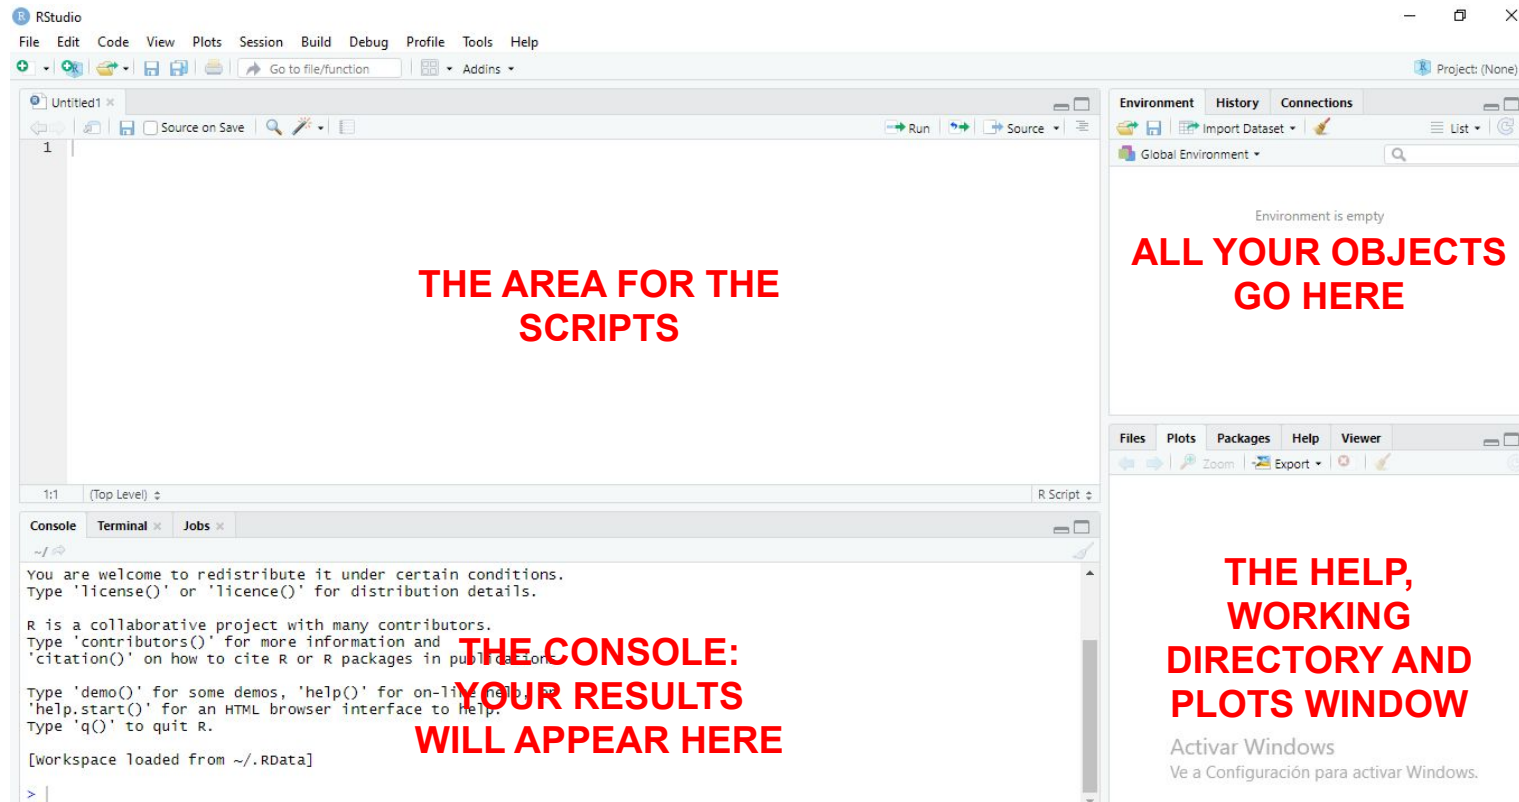 RStudio
File Edit Code View Plots Session Build Debug Profile Tools Help
Go to file/function Addins Project: (None)
Untitled1
Source on Save Run Source
1
THE AREA FOR THE
SCRIPTS
1:1 (Top Level) R Script
Environment History Connections
Import Dataset List
Global Environment
Environment is empty
ALL YOUR OBJECTS
GO HERE
Console Terminal Jobs
~/
You are welcome to redistribute it under certain conditions.
Type 'license()' or 'licence()' for distribution details.
R is a collaborative project with many contributors.
Type 'contributors()' for more information and
'citation()' on how to cite R or R packages in publications.
Type 'demo()' for some demos, 'help()' for on-line help, or
'help.start()' for an HTML browser interface to help.
Type 'q()' to quit R.
[Workspace loaded from ~/.RData]
>
THE CONSOLE:
YOUR RESULTS
WILL APPEAR HERE
Files Plots Packages Help Viewer
Zoom Export
THE HELP,
WORKING
DIRECTORY AND
PLOTS WINDOW
Activar Windows
Ve a Configuración para activar Windows.